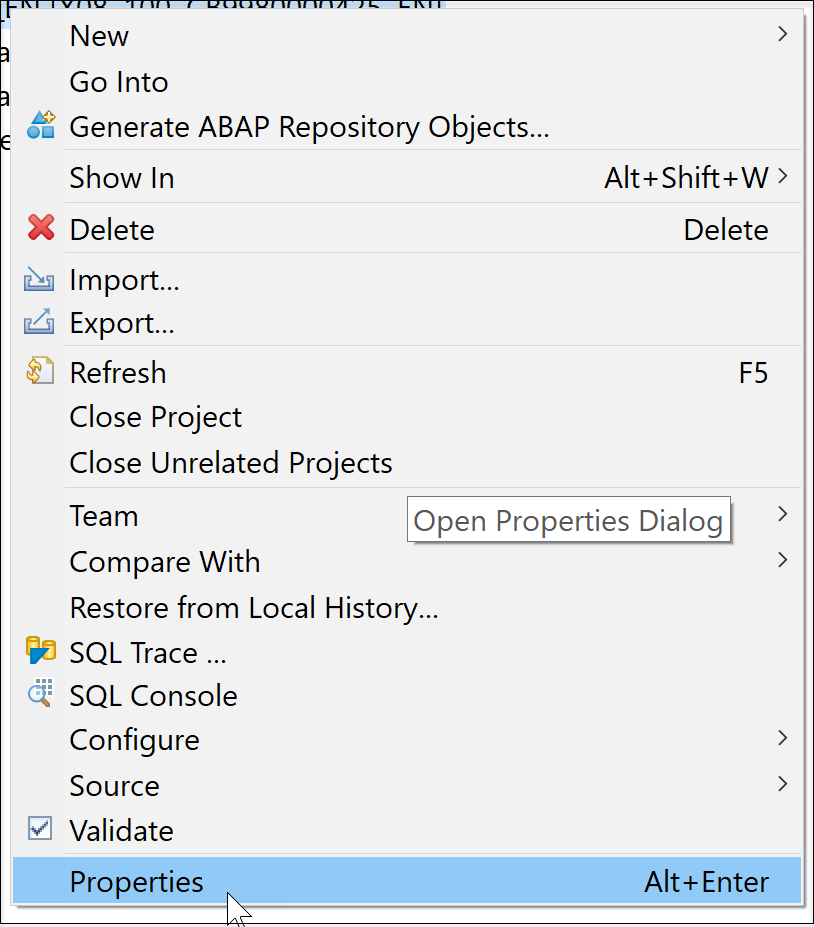 New
Go Into
Generate ABAP Repository Objects...
Show In Alt+Shift+W
Delete Delete
Import...
Export...
Refresh F5
Close Project
Close Unrelated Projects
Team
Open Properties Dialog
Compare With
Restore from Local History...
SQL Trace ...
SQL Console
Configure
Source
Validate
Properties Alt+Enter